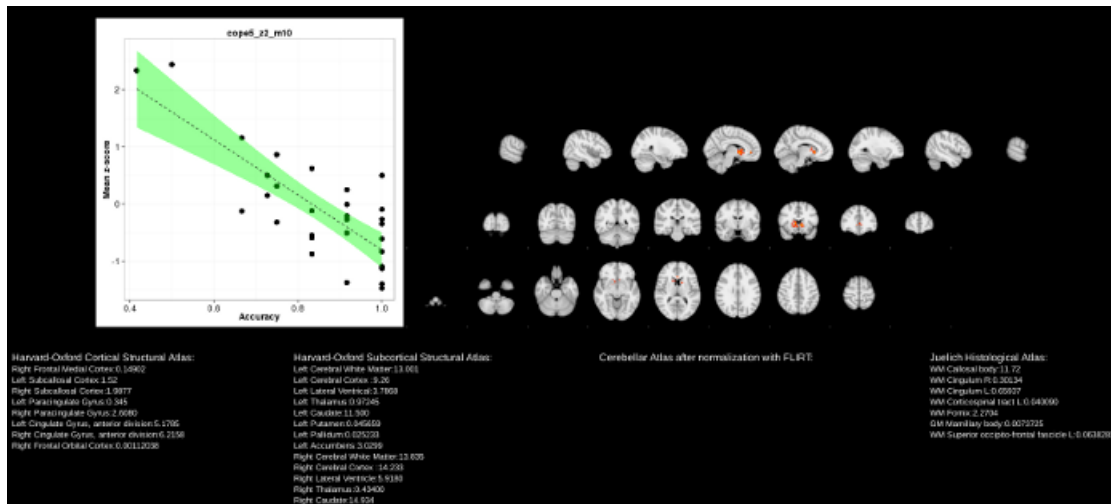 cope5_z2_m10
2
1
0
-1
Mean z-score
0.4 0.6 0.8 1.0
Accuracy
Harvard-Oxford Cortical Structural Atlas:
Right Frontal Medial Cortex:0.14902
Left Subcallosal Cortex:1.52
Right Subcallosal Cortex:1.9977
Left Paracingulate Gyrus:0.345
Right Paracingulate Gyrus:2.6080
Left Cingulate Gyrus, anterior division:5.1785
Right Cingulate Gyrus, anterior division:6.2158
Right Frontal Orbital Cortex:0.00112038
Harvard-Oxford Subcortical Structural Atlas:
Left Cerebral White Matter:13.001
Left Cerebral Cortex :9.26
Left Lateral Ventrical:3.7868
Left Thalamus:0.97245
Left Caudate:11.500
Left Putamen:0.045693
Left Pallidum:0.025233
Left Accumbens:3.0299
Right Cerebral White Matter:13.835
Right Cerebral Cortex :14.233
Right Lateral Ventricle:5.9180
Right Thalamus:0.43400
Right Caudate:14.934
Cerebellar Atlas after normalization with FLIRT:
Juelich Histological Atlas:
WM Callosal body:11.72
WM Cingulum R:0.30134
WM Cingulum L:0.65937
WM Corticospinal tract L:0.040090
WM Fornix:2.2704
GM Mamillary body:0.0073725
WM Superior occipito-frontal fascicle L:0.063828